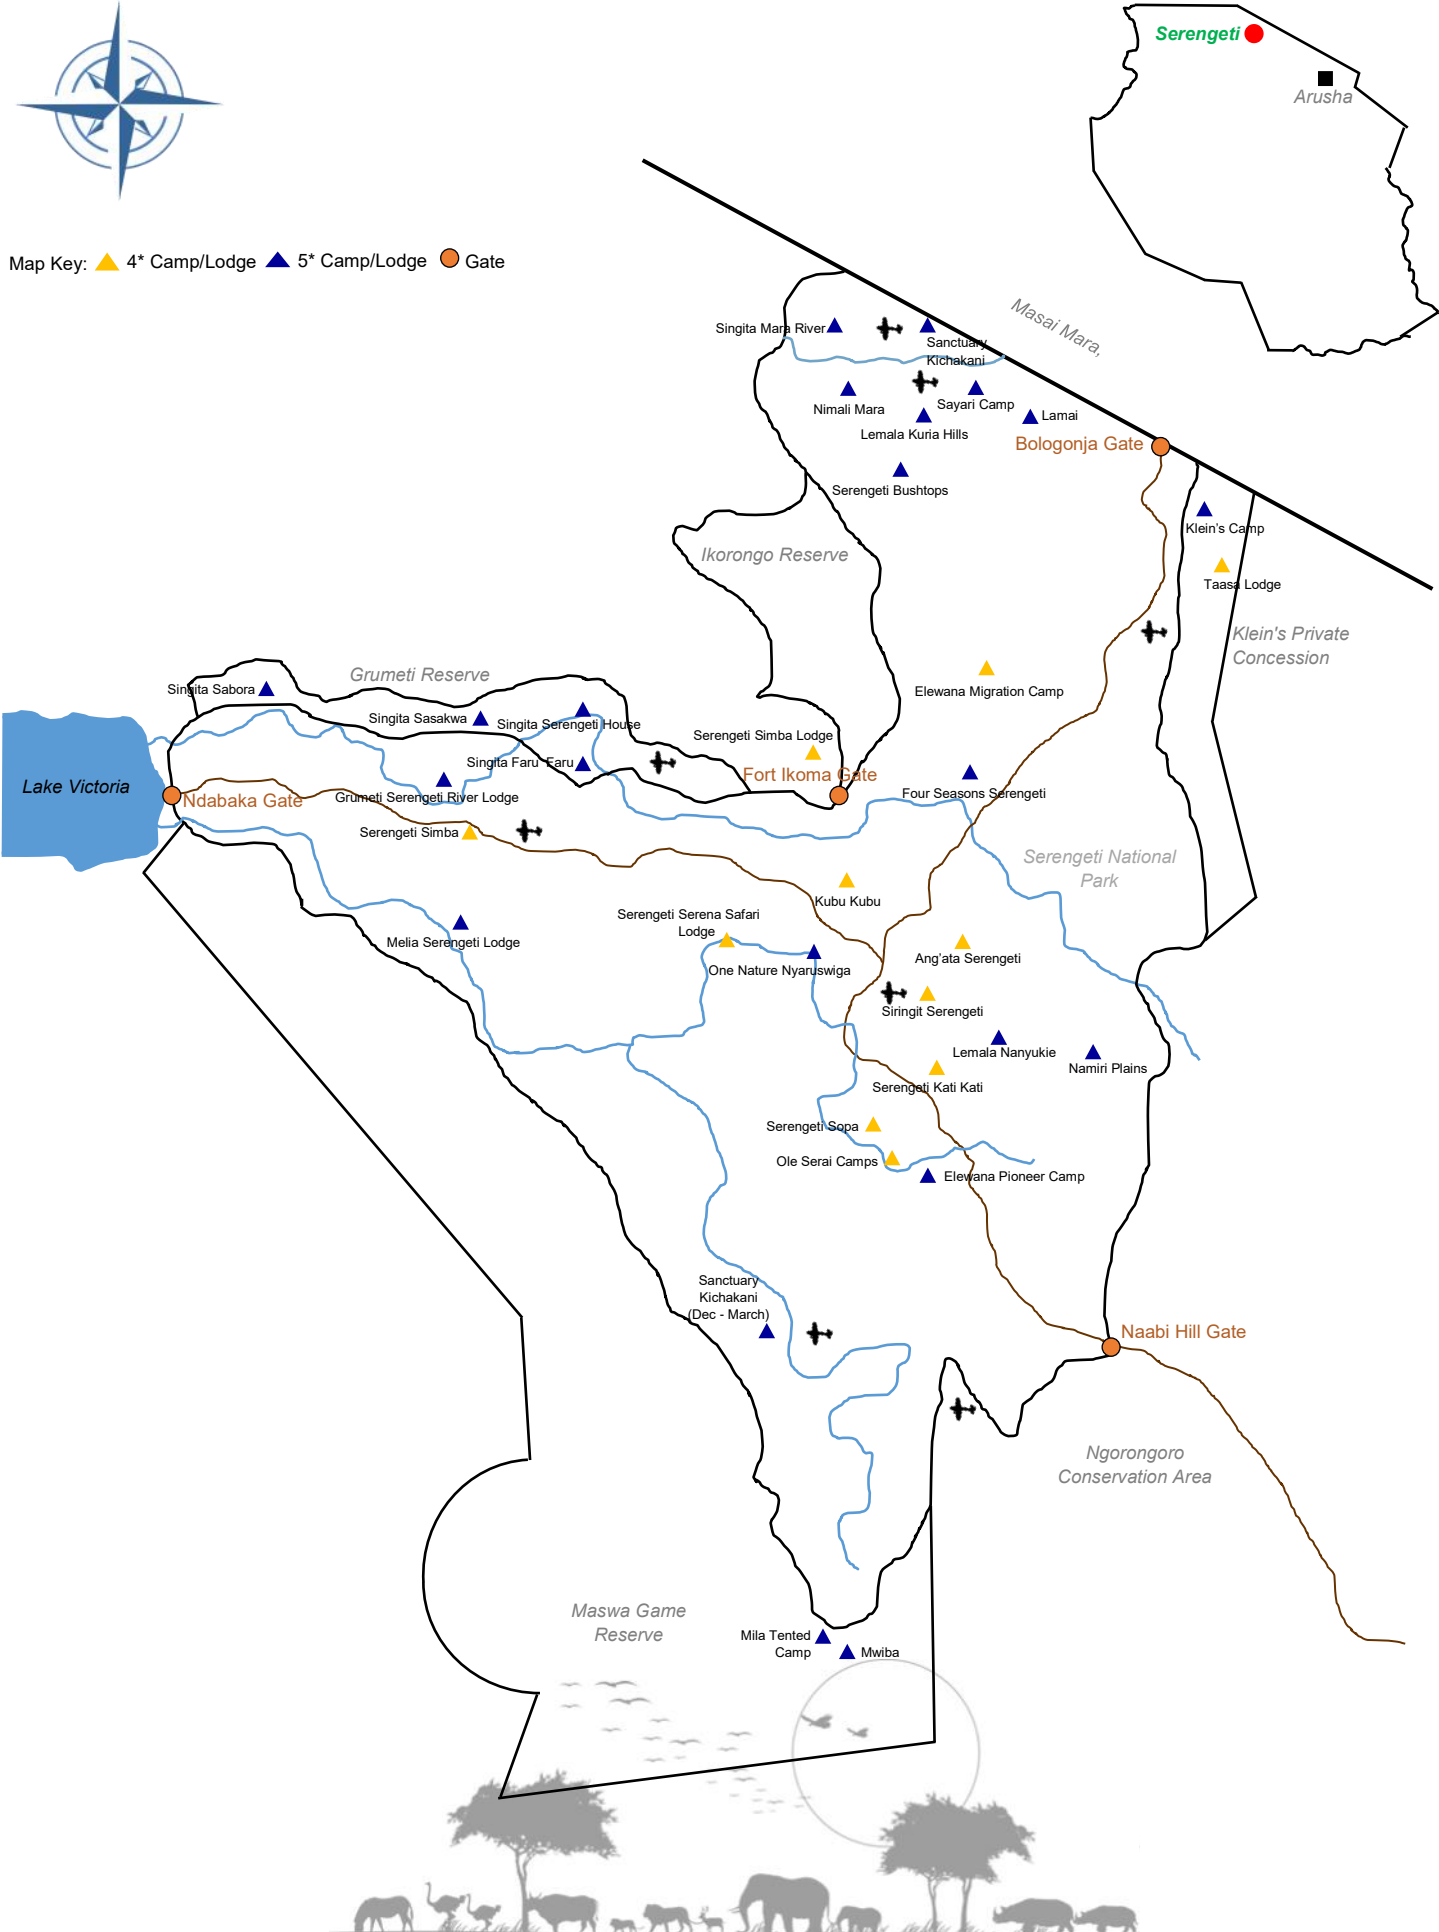 Serengeti
Arusha
Map Key: 4* Camp/Lodge 5* Camp/Lodge Gate
Masai Mara,
Singita Mara River
Sanctuary
Kichakani
Nimali Mara
Sayari Camp
Lamai
Lemala Kuria Hills
Bologonja Gate
Serengeti Bushtops
Klein's Camp
Ikorongo Reserve
Taasa Lodge
Klein's Private
Concession
Grumeti Reserve
Singita Sabora
Elewana Migration Camp
Singita Sasakwa
Singita Serengeti House
Serengeti Simba Lodge
Singita Faru Faru
Fort Ikoma Gate
Lake Victoria
Ndabaka Gate
Grumeti Serengeti River Lodge
Four Seasons Serengeti
Serengeti Simba
Serengeti National
Park
Kubu Kubu
Serengeti Serena Safari
Lodge
Melia Serengeti Lodge
One Nature Nyaruswiga
Ang'ata Serengeti
Siringit Serengeti
Lemala Nanyukie
Namiri Plains
Serengeti Kati Kati
Serengeti Sopa
Ole Serai Camps
Elewana Pioneer Camp
Sanctuary
Kichakani
(Dec - March)
Naabi Hill Gate
Ngorongoro
Conservation Area
Maswa Game
Reserve
Mila Tented
Camp
Mwiba